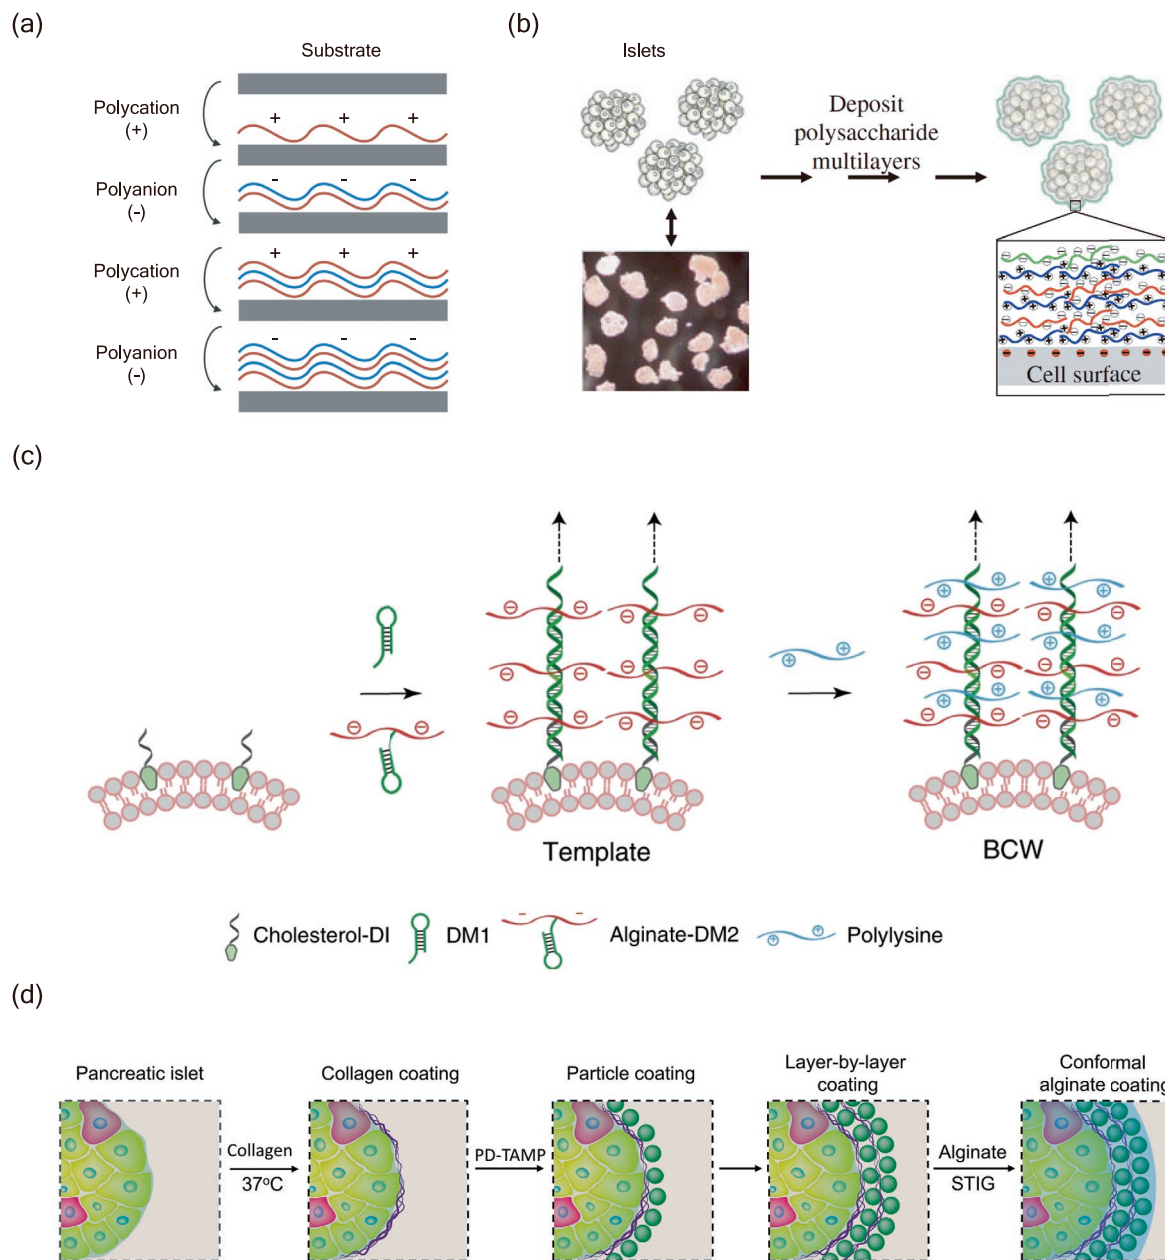 (a)
Substrate
Polycation
(+)
+ + +
Polyanion
(-)
- - -
Polycation
(+)
+ + +
Polyanion
(-)
- - -
(b)
Islets
Deposit
polysaccharide
multilayers
Cell surface
(c)
Template
BCW
Cholesterol-DI
DM1
Alginate-DM2
Polylysine
(d)
Pancreatic islet
Collagen
37°C
Collagen coating
PD-TAMP
Particle coating
Layer-by-layer
coating
Alginate
STIG
Conformal
alginate coating